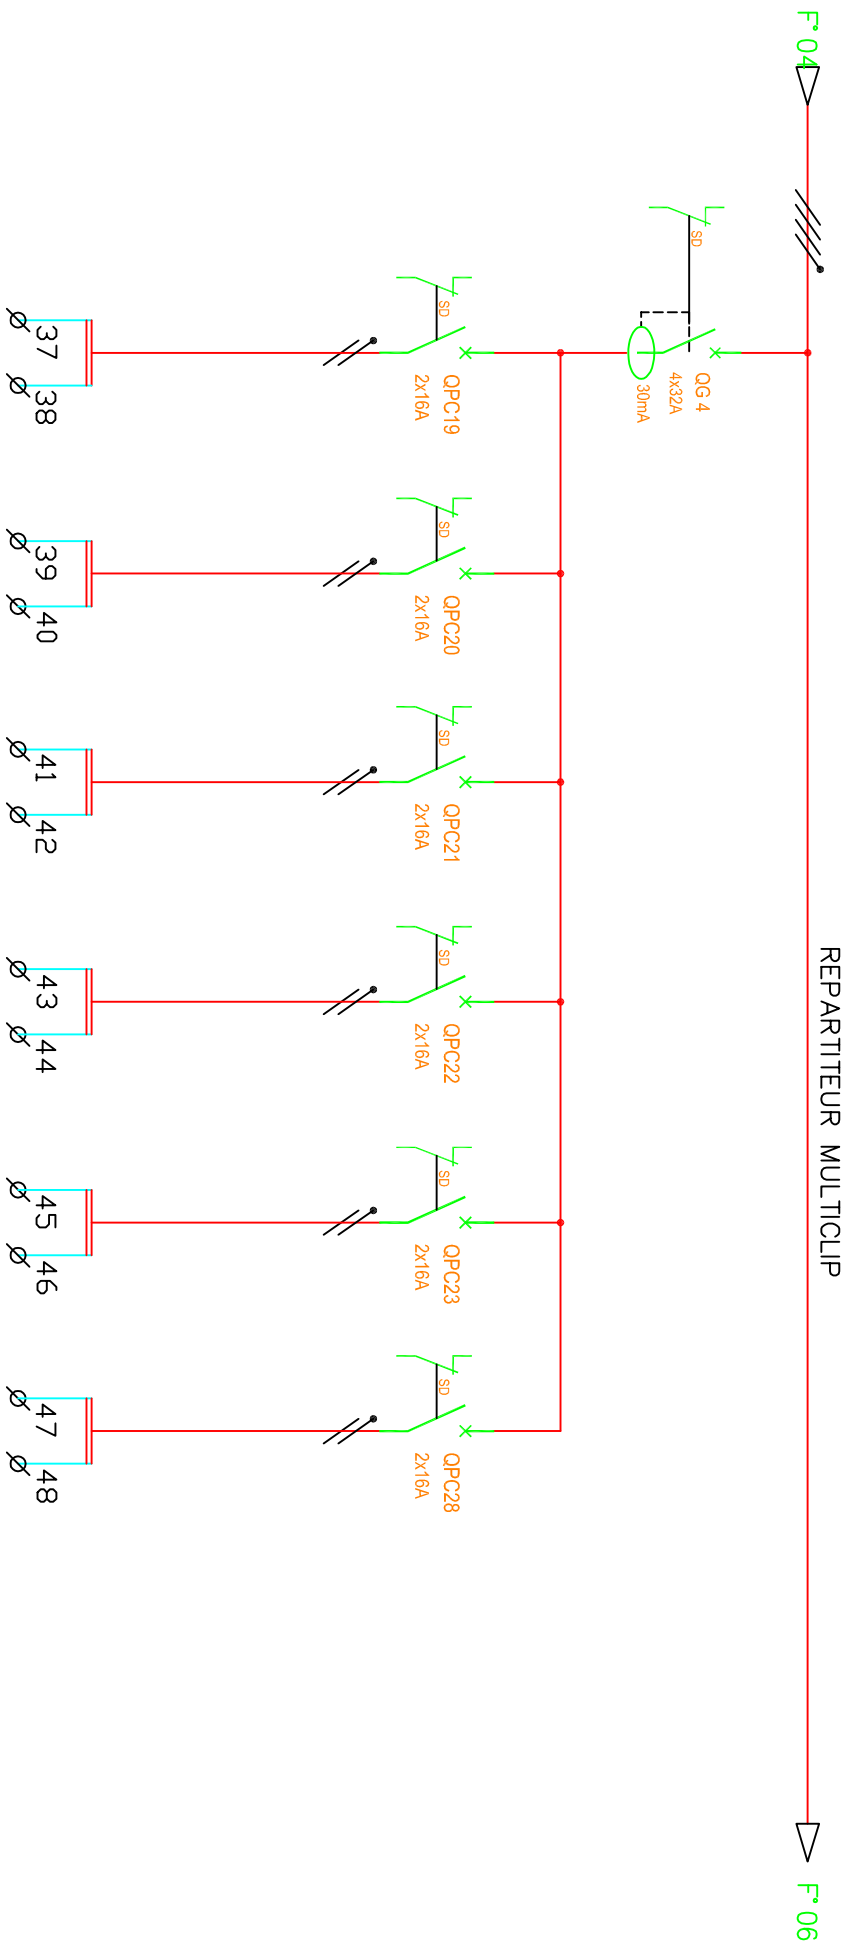 F°04
REPARTITEUR MULTICLIP
F°06
SD
QG 4
4x32A
30mA
SD
QPC19
2x16A
SD
QPC20
2x16A
SD
QPC21
2x16A
SD
QPC22
2x16A
SD
QPC23
2x16A
SD
QPC28
2x16A
37 38
39 40
41 42
43 44
45 46
47 48